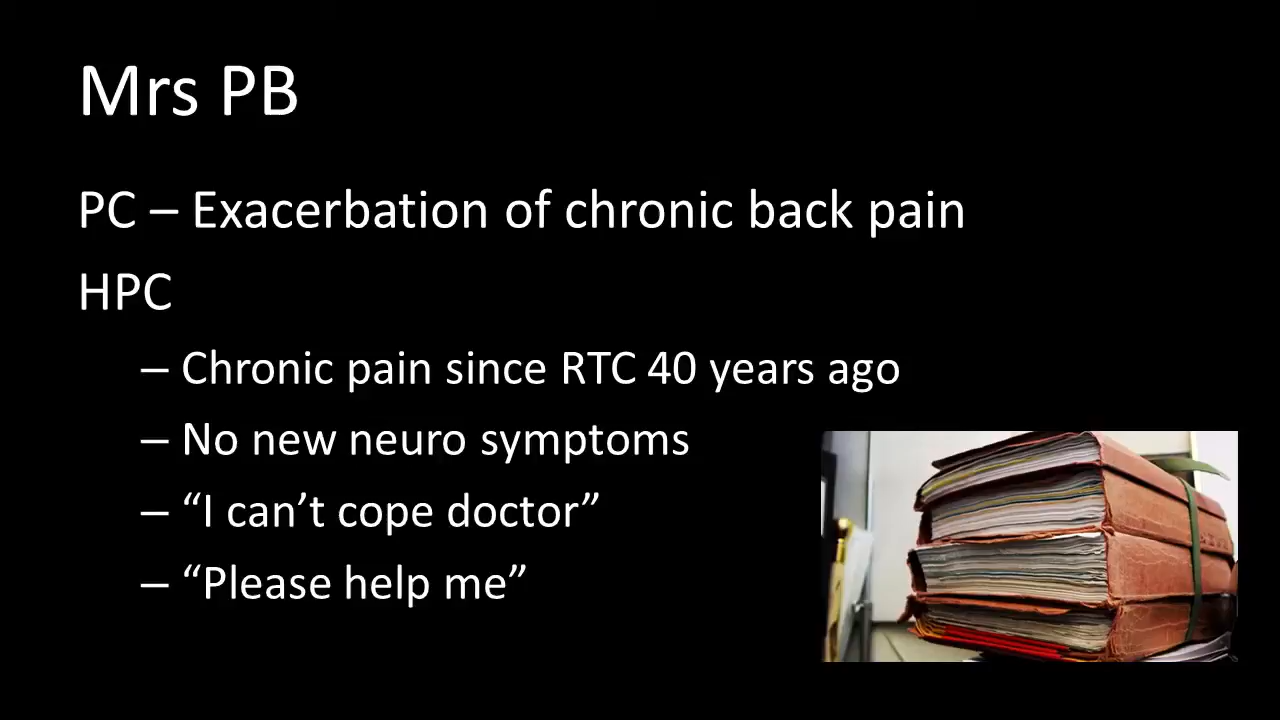 Mrs PB
PC – Exacerbation of chronic back pain
HPC
– Chronic pain since RTC 40 years ago
– No new neuro symptoms
– “I can’t cope doctor”
– “Please help me”